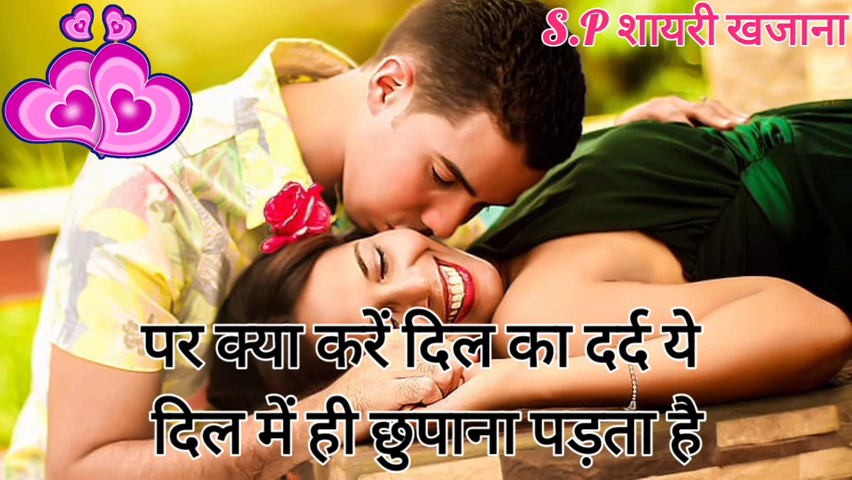 S.P शायरी खजाना
पर क्या करें दिल का दर्द ये
दिल में ही छुपाना पड़ता है